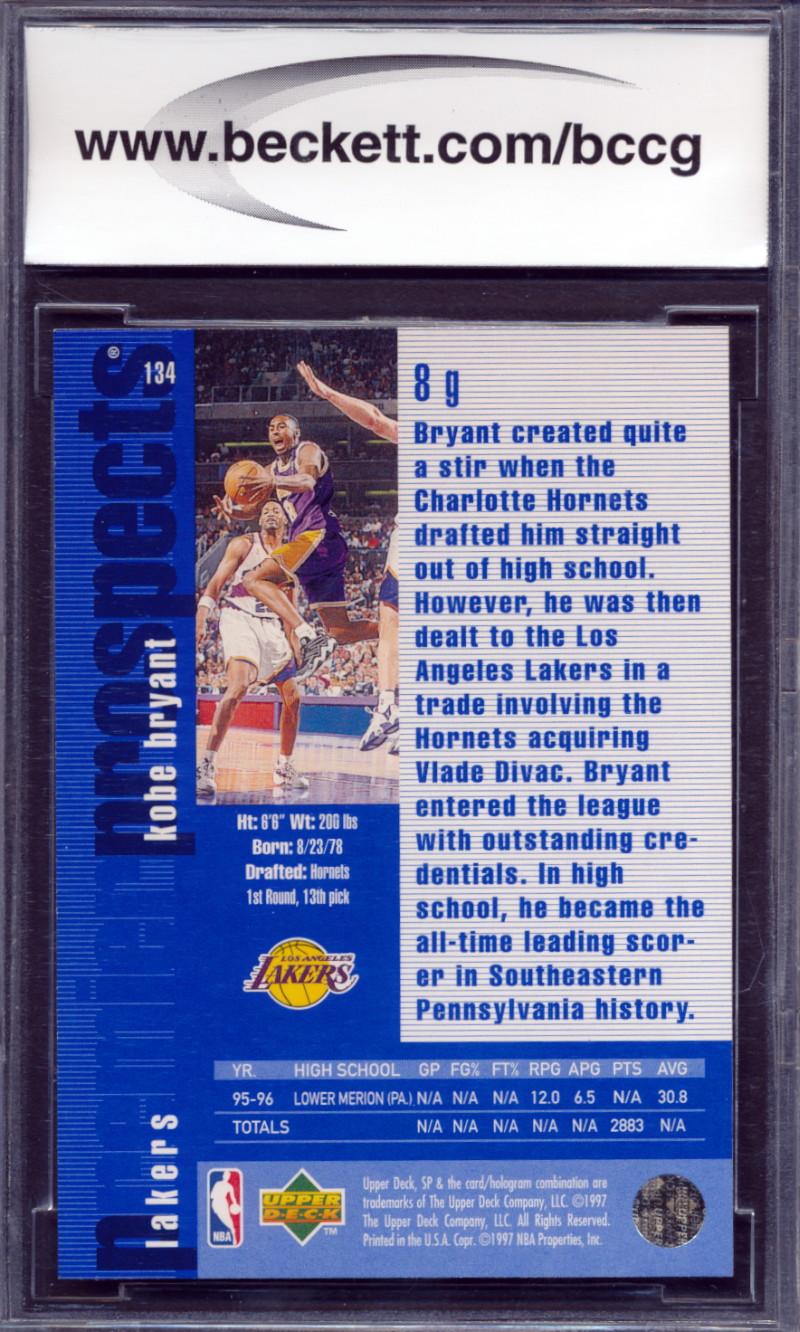 www.beckett.com/bccg
134
prospects®
kobe bryant
lakers
8 g
Bryant created quite
a stir when the
Charlotte Hornets
drafted him straight
out of high school.
However, he was then
dealt to the Los
Angeles Lakers in a
trade involving the
Hornets acquiring
Vlade Divac. Bryant
entered the league
with outstanding cre-
dentials. In high
school, he became the
all-time leading scor-
er in Southeastern
Pennsylvania history.
Ht: 6'6" Wt: 200 lbs
Born: 8/23/78
Drafted: Hornets
1st Round, 13th pick
LOS ANGELES
LAKERS
YR. HIGH SCHOOL GP FG% FT% RPG APG PTS AVG
95-96 LOWER MERION (PA.) N/A N/A N/A 12.0 6.5 N/A 30.8
TOTALS N/A N/A N/A N/A N/A 2883 N/A
NBA
UPPER
DECK
TM
Upper Deck, SP & the card/hologram combination are
trademarks of The Upper Deck Company, LLC. ©1997
The Upper Deck Company, LLC. All Rights Reserved.
Printed in the U.S.A. Copr. ©1997 NBA Properties, Inc.